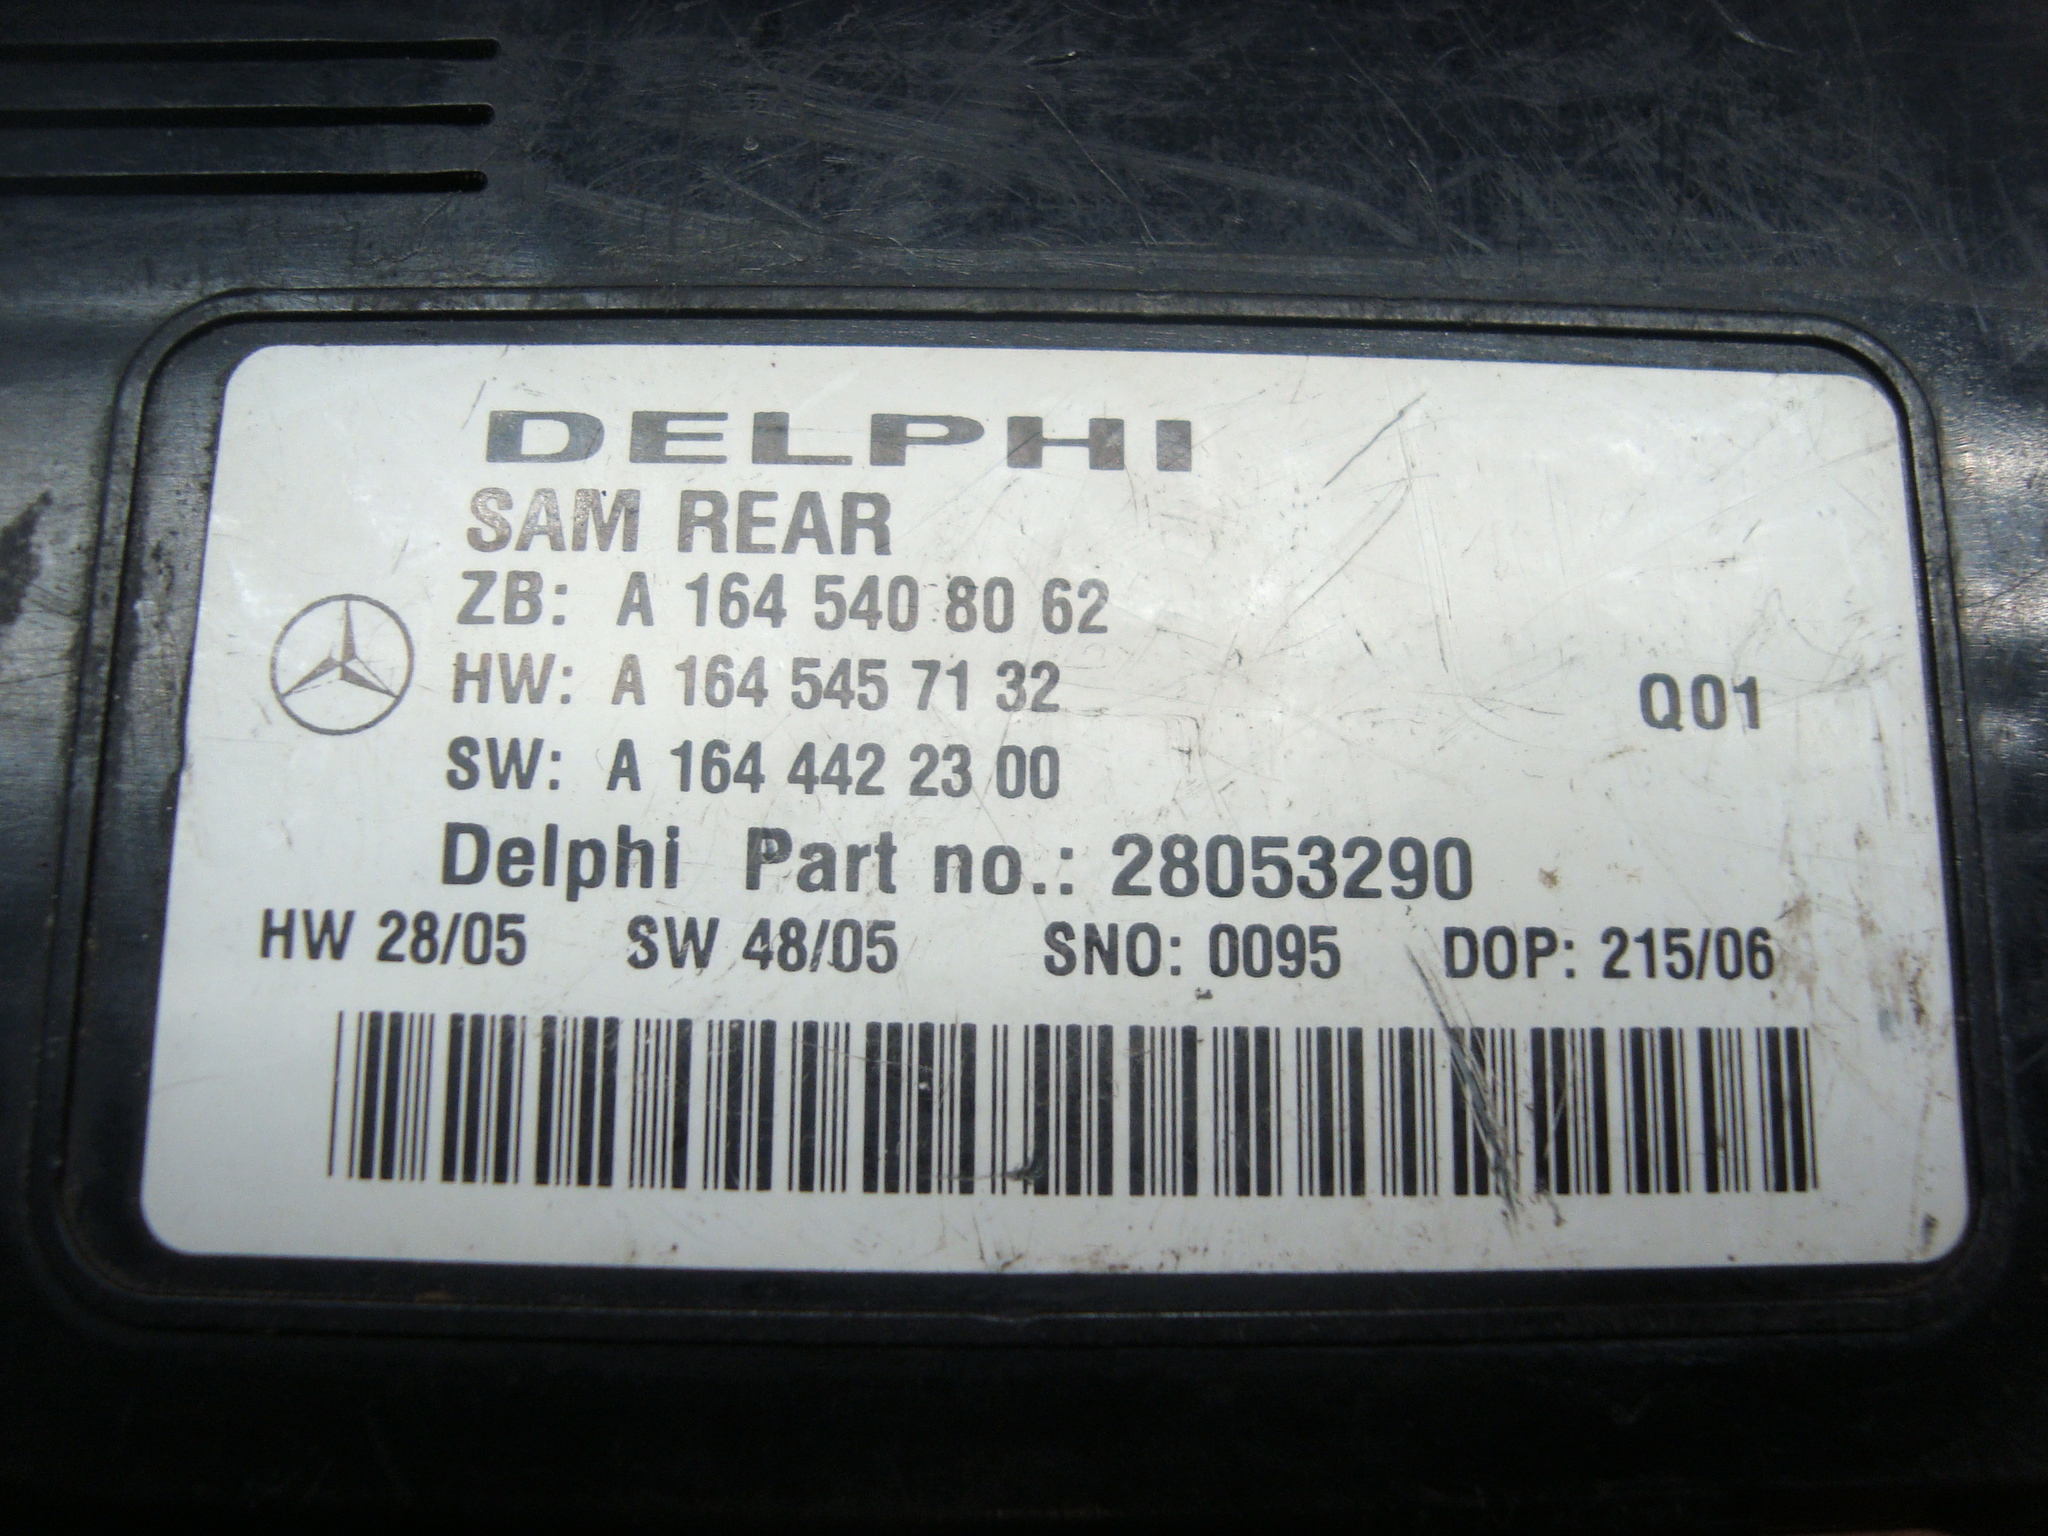 DELPHI
SAM REAR
ZB: A 164 540 80 62
HW: A 164 545 71 32
Q01
SW: A 164 442 23 00
Delphi Part no.: 28053290
HW 28/05 SW 48/05 SNO: 0095 DOP: 215/06